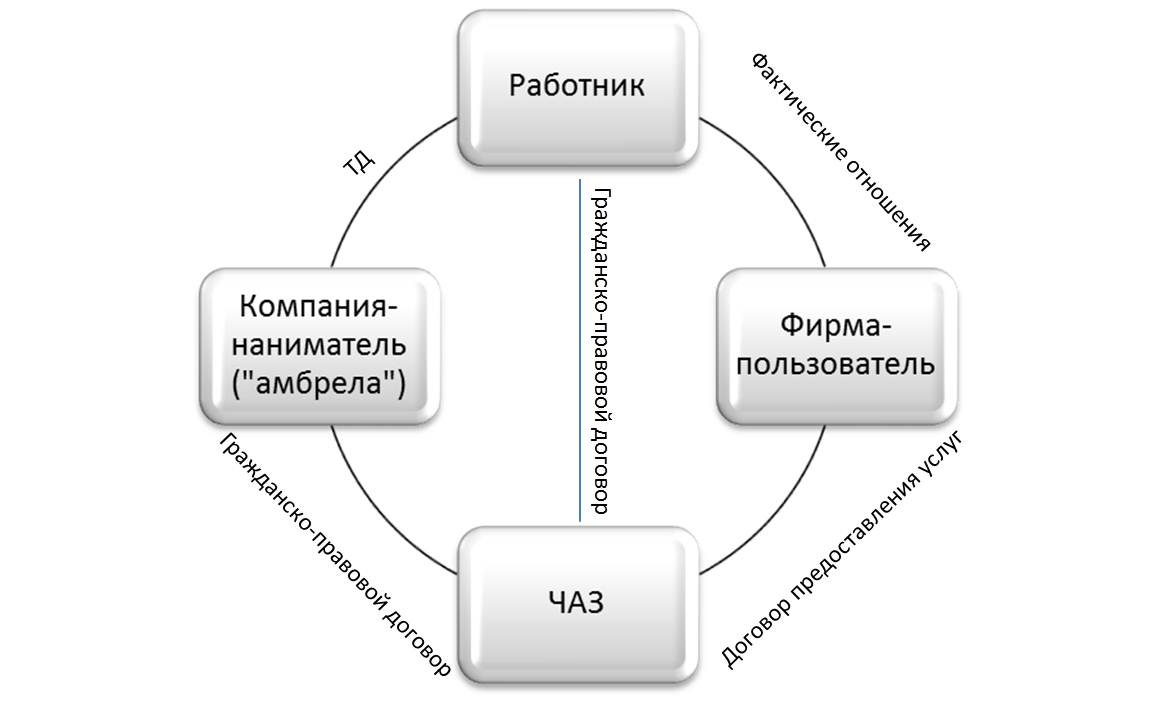 Работник
Фактические отношения
ТД
Гражданско-правовой договор
Компания-
наниматель
("амбрела")
Фирма-
пользователь
Гражданско-правовой договор
Договор предоставления услуг
ЧАЗ